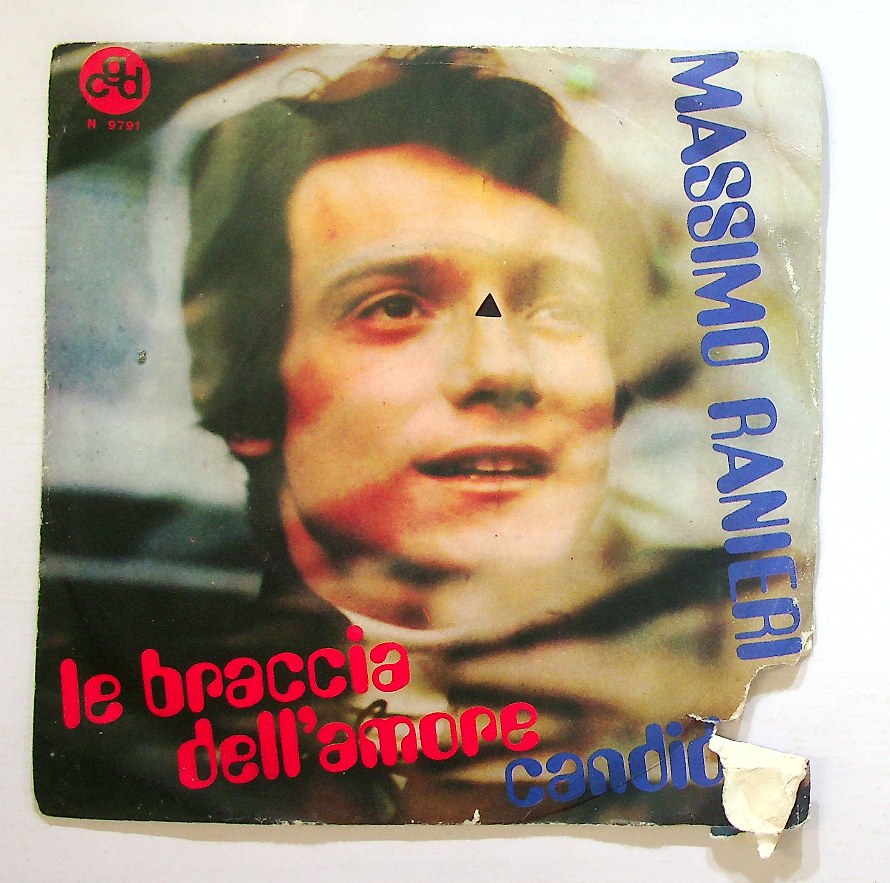 cgd
N 9791
MASSIMO RANIERI
le braccia
dell'amore